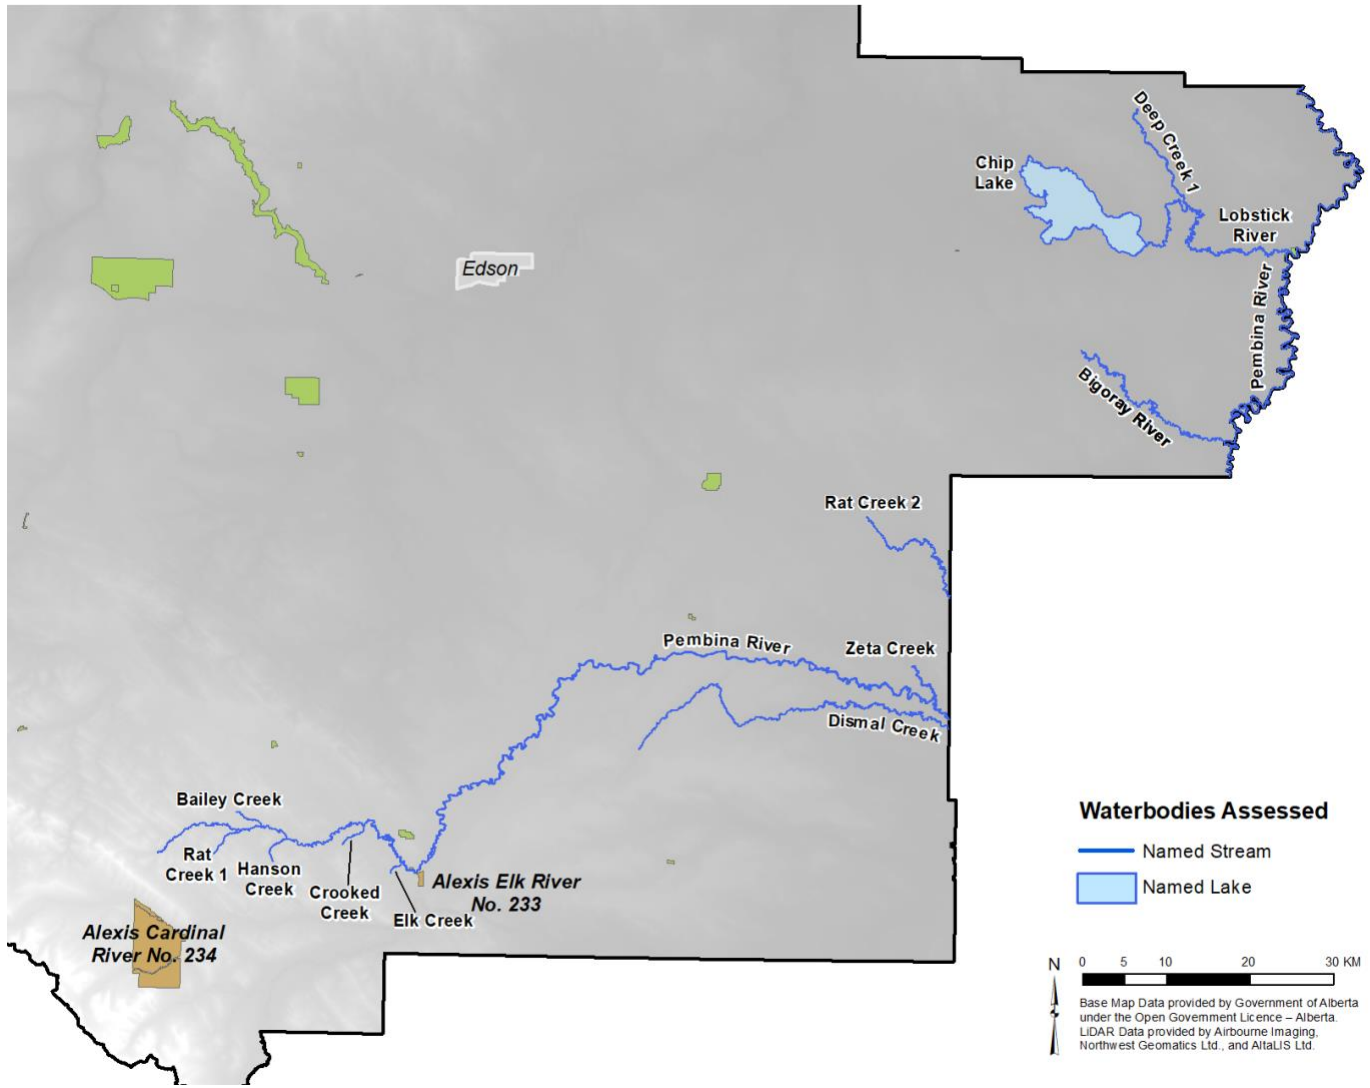 Deep Creek 1
Chip
Lake
Lobstick
River
Edson
Pembina River
Bigoray River
Rat Creek 2
Pembina River
Zeta Creek
Dismal Creek
Bailey Creek
Rat
Creek 1
Hanson
Creek
Crooked
Creek
Elk Creek
Alexis Elk River
No. 233
Alexis Cardinal
River No. 234
Waterbodies Assessed
Named Stream
Named Lake
N
0 5 10 20 30 KM
Base Map Data provided by Government of Alberta
under the Open Government Licence – Alberta.
LiDAR Data provided by Airbourne Imaging,
Northwest Geomatics Ltd., and AltaLIS Ltd.